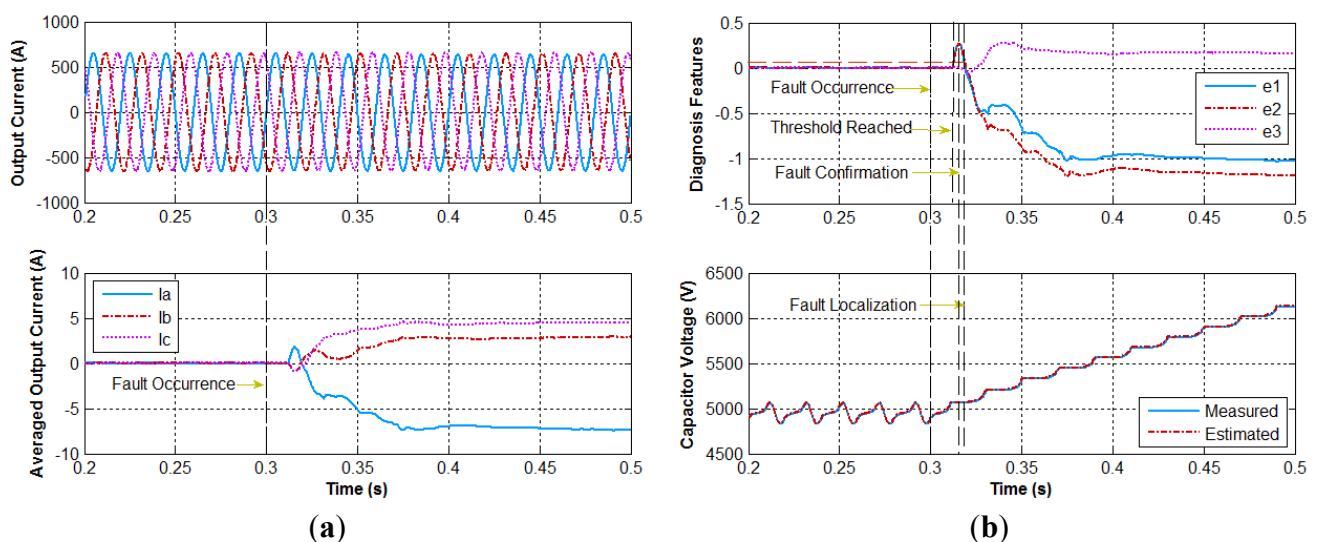 Output Current (A)
1000
500
0
-500
-1000
0.2
0.25
0.3
0.35
0.4
0.45
0.5
Averaged Output Current (A)
10
5
0
-5
-10
Ia
Ib
Ic
Fault Occurrence
0.2
0.25
0.3
0.35
0.4
0.45
0.5
Time (s)
(a)
Diagnosis Features
0.5
0
-0.5
-1
-1.5
Fault Occurrence
Threshold Reached
Fault Confirmation
e1
e2
e3
0.2
0.25
0.3
0.35
0.4
0.45
0.5
Capacitor Voltage (V)
6500
6000
5500
5000
4500
Fault Localization
Measured
Estimated
0.2
0.25
0.3
0.35
0.4
0.45
0.5
Time (s)
(b)